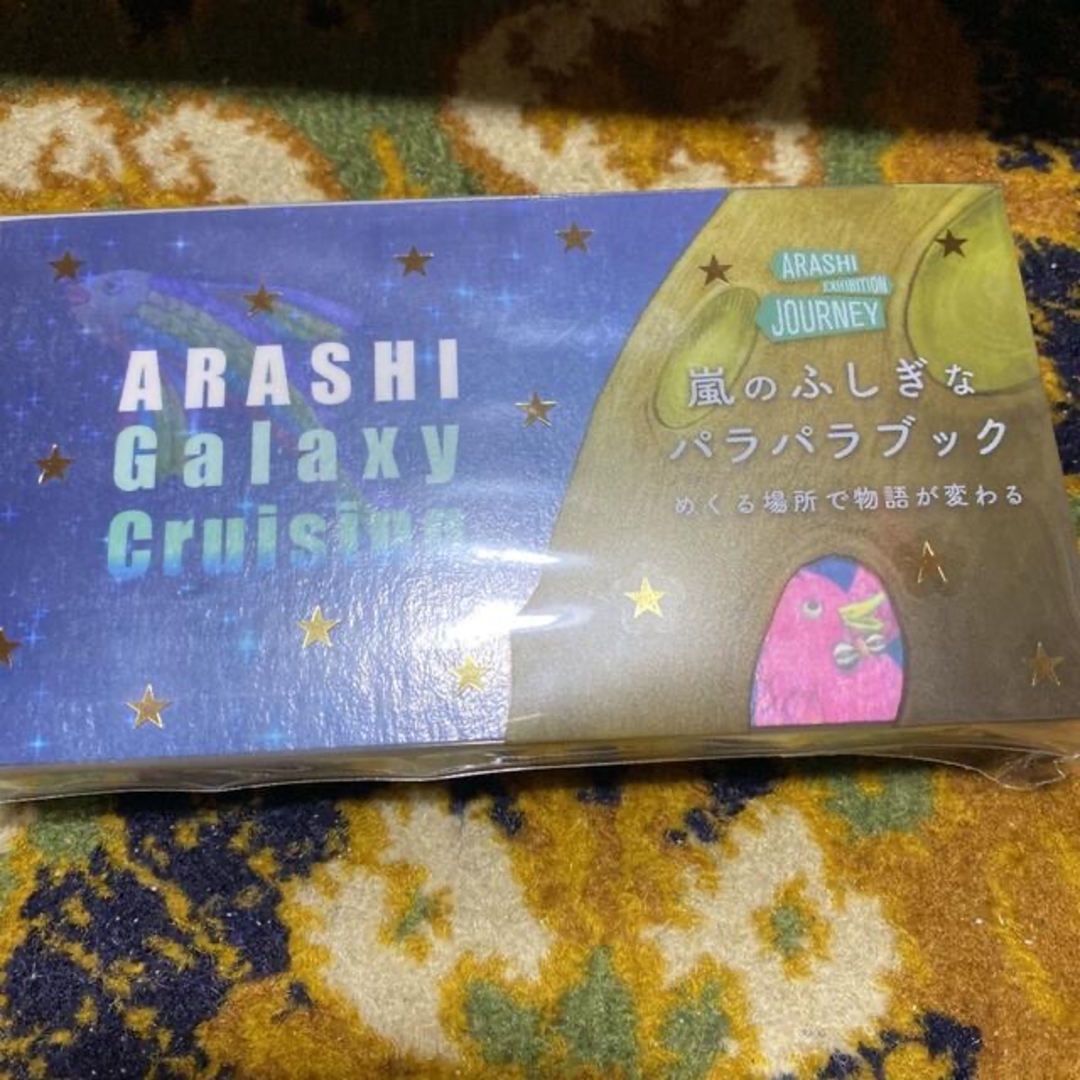 ARASHI
Galaxy
Cruising
ARASHI
EXHIBITION
JOURNEY
嵐のふしぎな
パラパラブック
めくる場所で物語が変わる